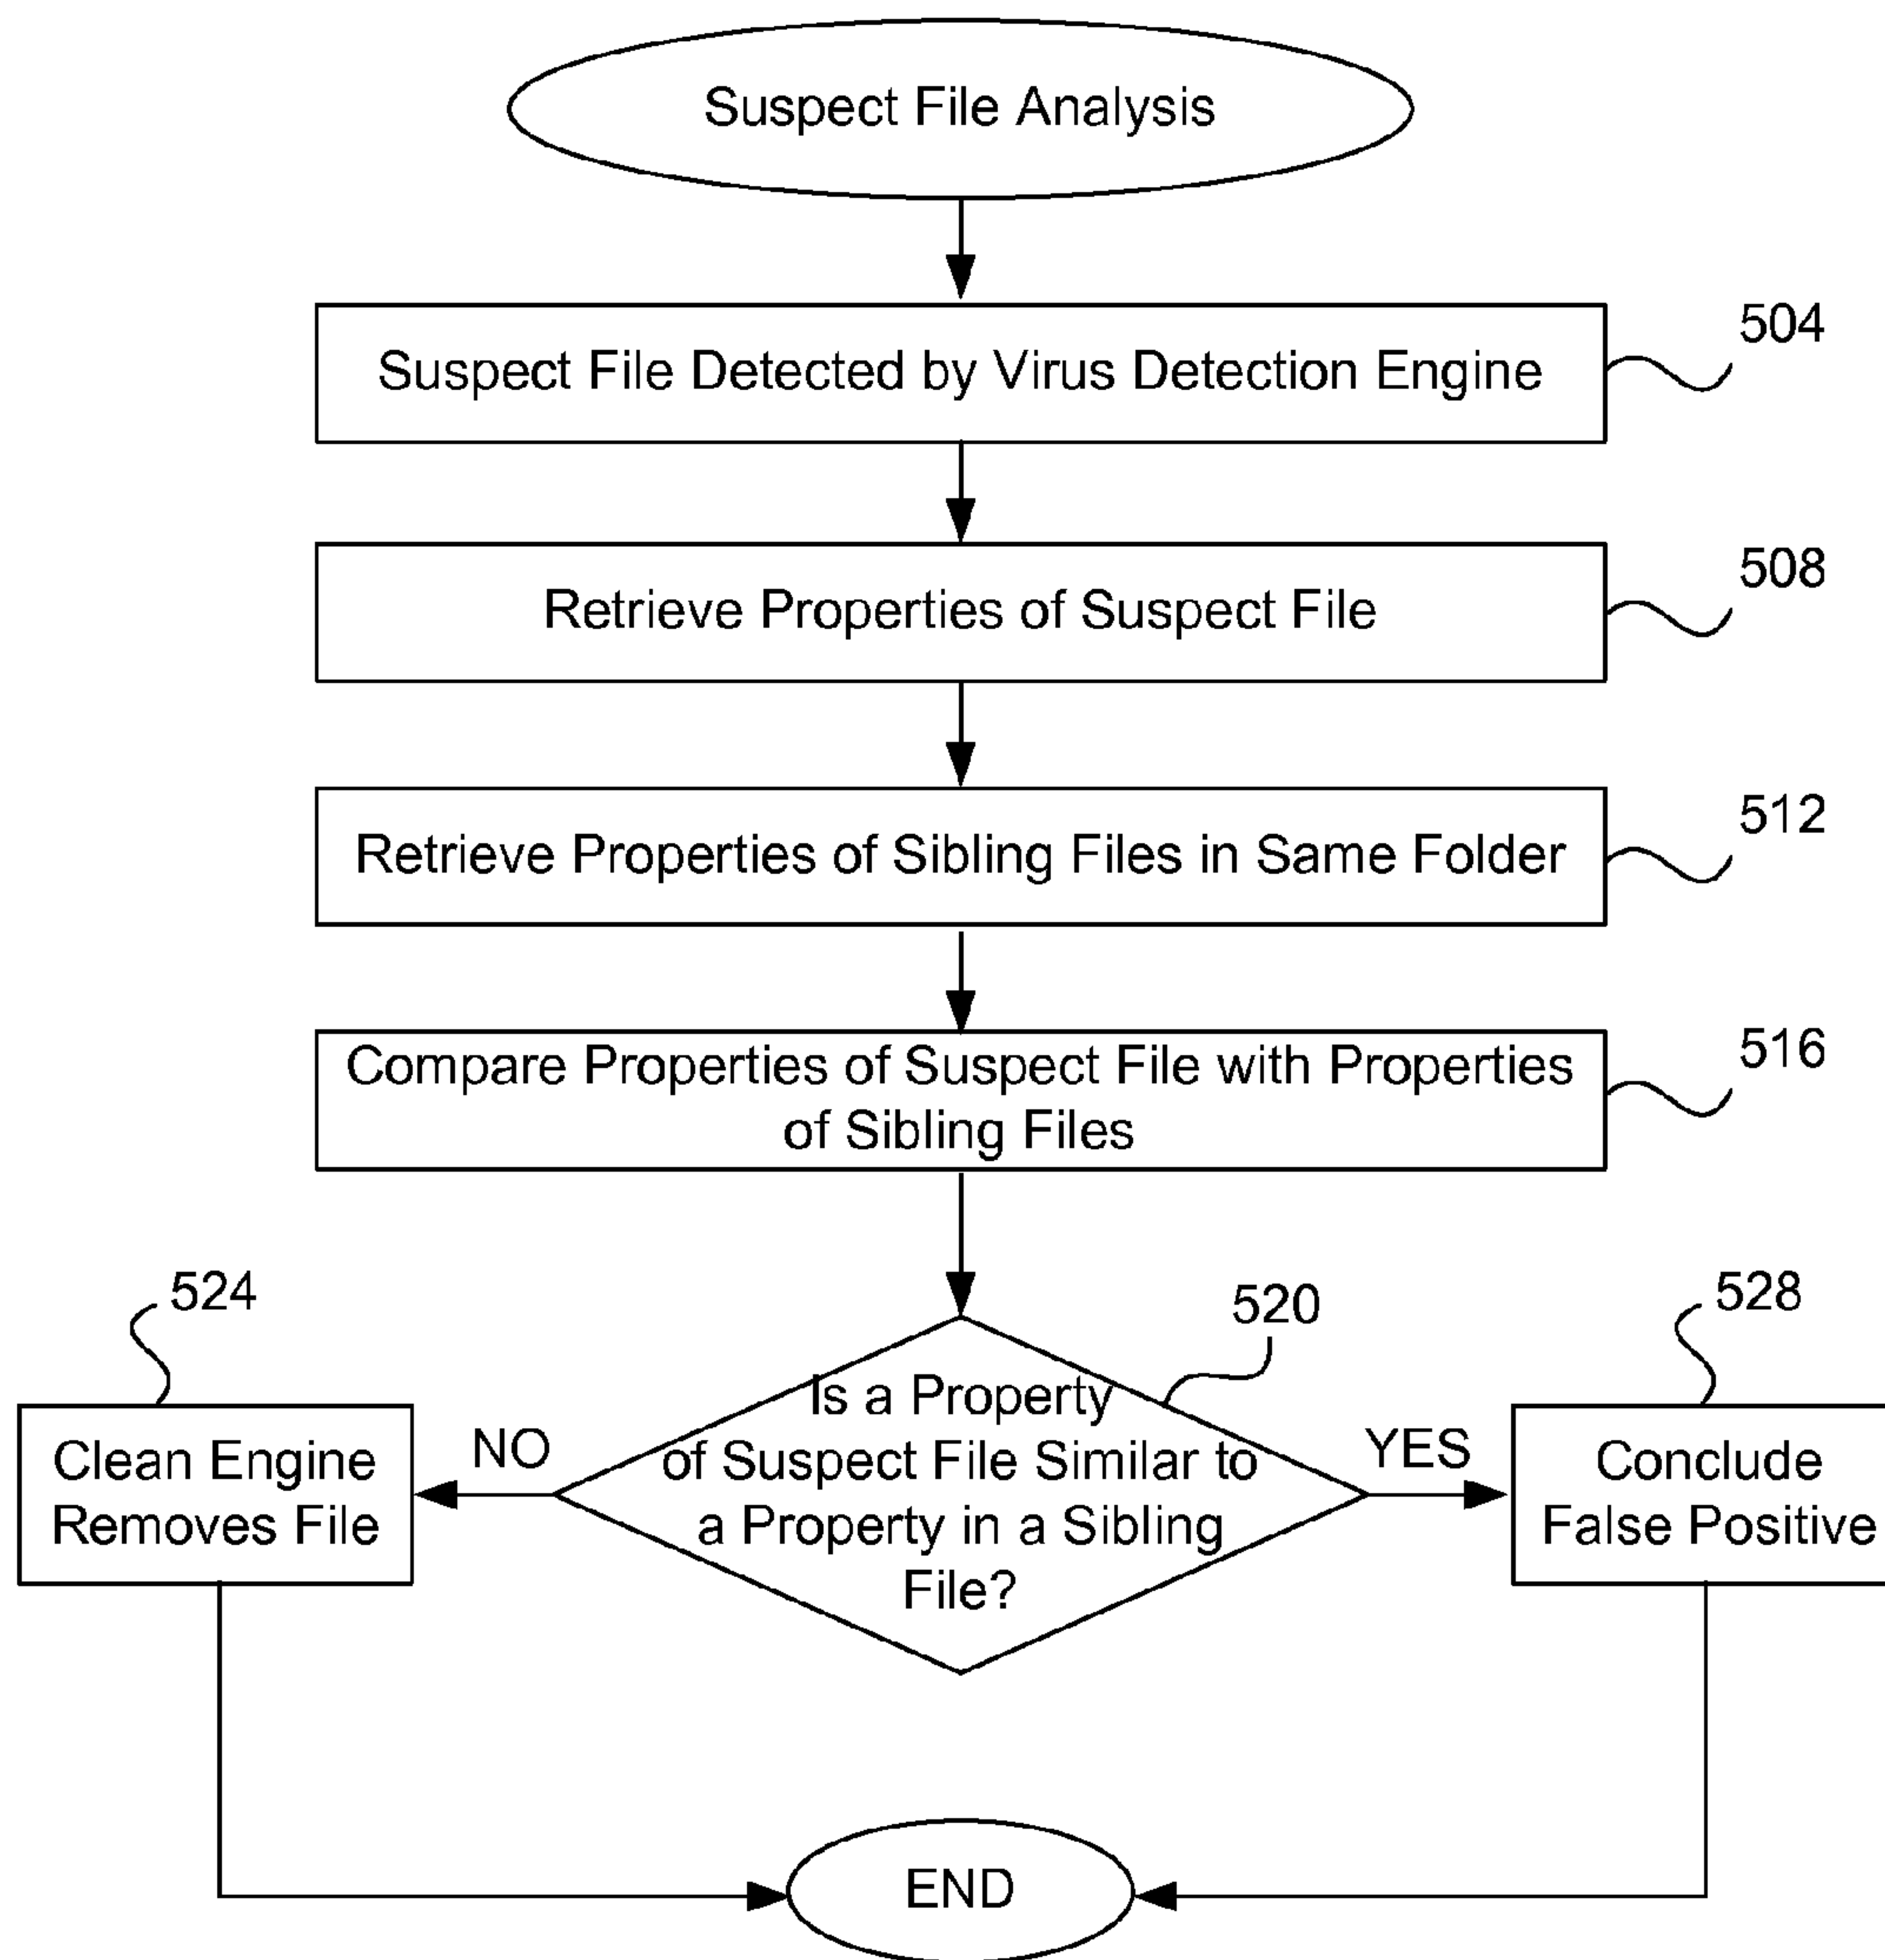 Suspect File Analysis
504
Suspect File Detected by Virus Detection Engine
508
Retrieve Properties of Suspect File
512
Retrieve Properties of Sibling Files in Same Folder
516
Compare Properties of Suspect File with Properties
of Sibling Files
524
520
528
Is a Property
of Suspect File Similar to
a Property in a Sibling
File?
NO
YES
Clean Engine
Removes File
Conclude
False Positive
END